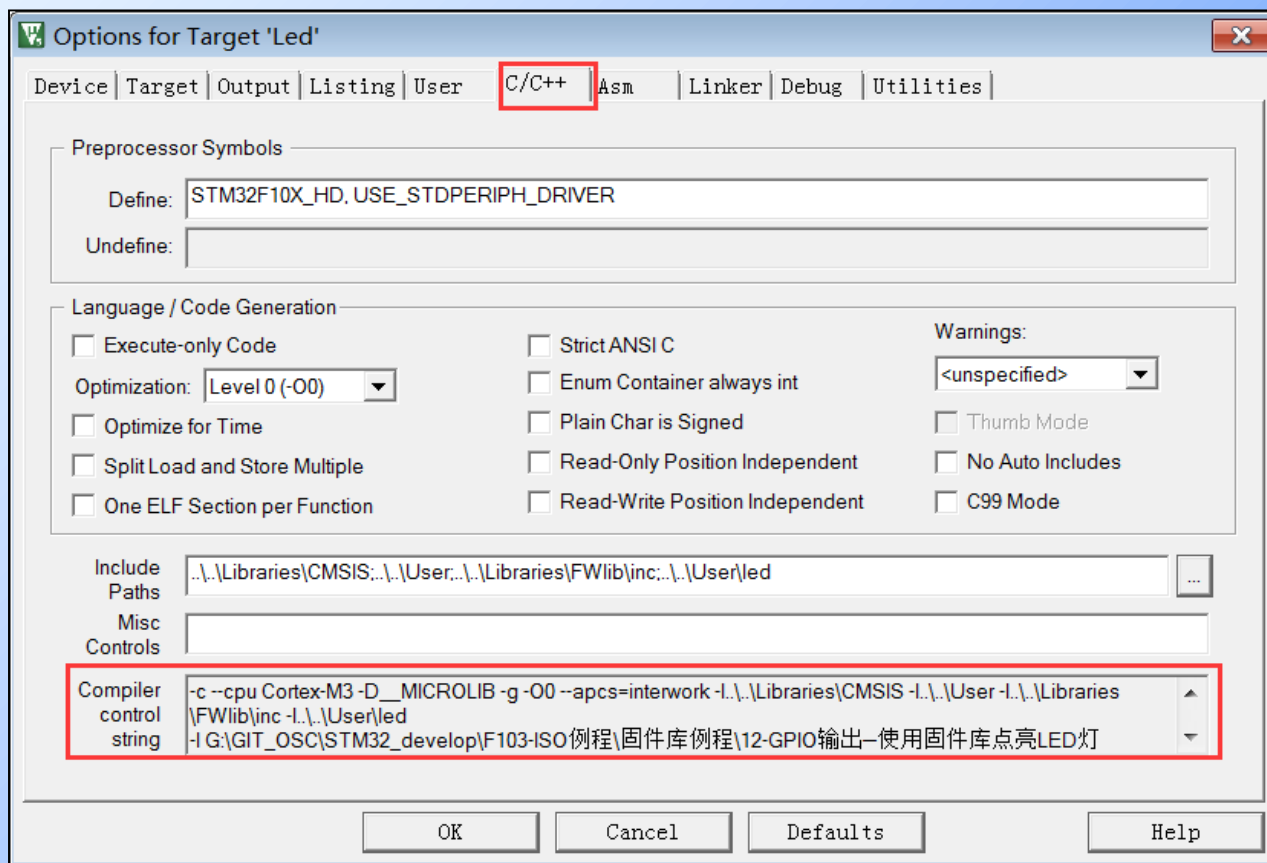 Options for Target 'Led'
Device Target Output Listing User C/C++ Asm Linker Debug Utilities
Preprocessor Symbols
Define: STM32F10X_HD, USE_STDPERIPH_DRIVER
Undefine:
Language / Code Generation
Execute-only Code Strict ANSI C Warnings:
Optimization: Level 0 (-O0) Enum Container always int <unspecified>
Optimize for Time Plain Char is Signed Thumb Mode
Split Load and Store Multiple Read-Only Position Independent No Auto Includes
One ELF Section per Function Read-Write Position Independent C99 Mode
Include Paths ..\..\Libraries\CMSIS;..\..\User;..\..\Libraries\FWlib\inc;..\..\User\led ...
Misc Controls
Compiler control string
-c --cpu Cortex-M3 -D__MICROLIB -g -O0 --apcs=interwork -I..\..\Libraries\CMSIS -I..\..\User -I..\..\Libraries
\FWlib\inc -I..\..\User\led
-I G:\GIT_OSC\STM32_develop\F103-ISO例程\固件库例程\12-GPIO输出—使用固件库点亮LED灯
OK Cancel Defaults Help